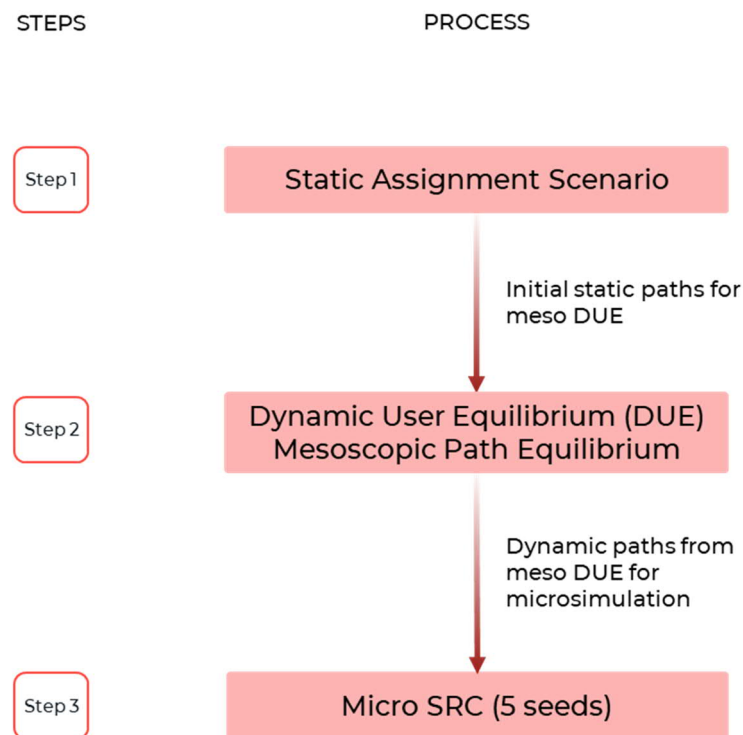 STEPS
PROCESS
Step 1
Static Assignment Scenario
Initial static paths for
meso DUE
Step 2
Dynamic User Equilibrium (DUE)
Mesoscopic Path Equilibrium
Dynamic paths from
meso DUE for
microsimulation
Step 3
Micro SRC (5 seeds)